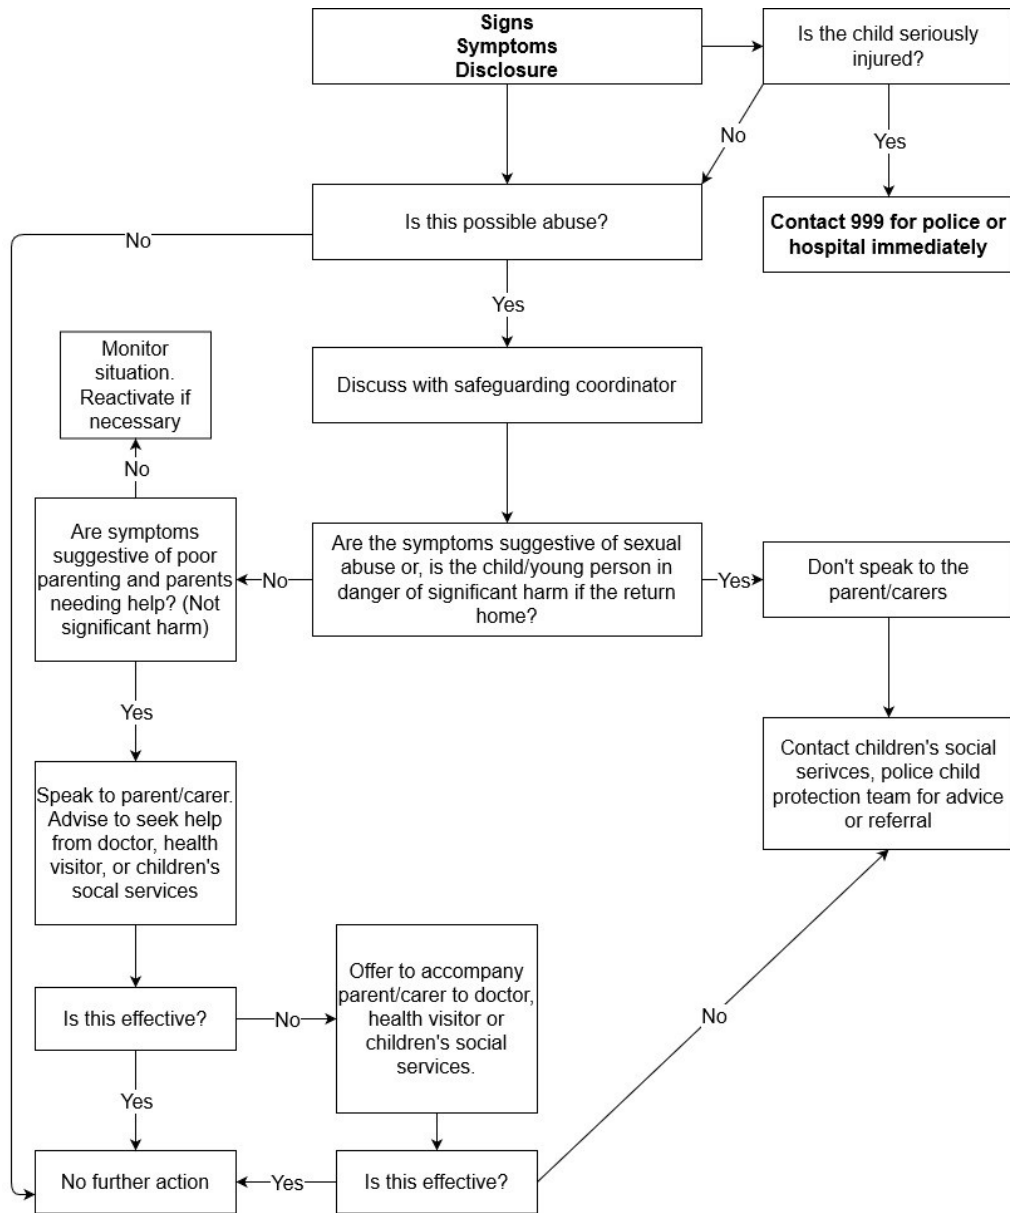 Signs
Symptoms
Disclosure
Is the child seriously
injured?
No
Yes
Is this possible abuse?
Contact 999 for police or
hospital immediately
No
Yes
Monitor
situation.
Reactivate if
necessary
Discuss with safeguarding coordinator
No
Are symptoms
suggestive of poor
parenting and parents
needing help? (Not
significant harm)
No
Are the symptoms suggestive of sexual
abuse or, is the child/young person in
danger of significant harm if the return
home?
Yes
Don't speak to the
parent/carers
Yes
Contact children's social
serivces, police child
protection team for advice
or referral
Speak to parent/carer.
Advise to seek help
from doctor, health
visitor, or children's
socal services
Offer to accompany
parent/carer to doctor,
health visitor or
children's social
services.
Is this effective?
No
No
Yes
No further action
Yes
Is this effective?